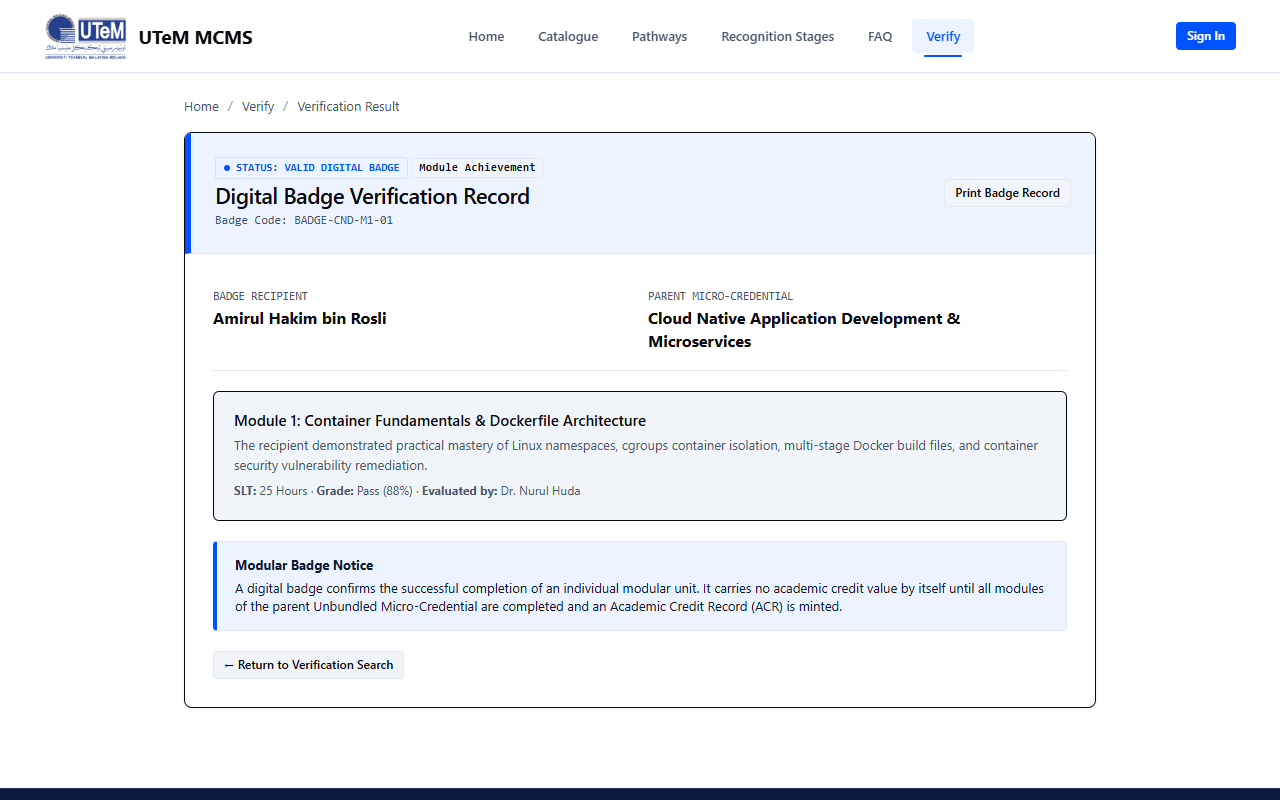 UTeM
UNIVERSITI TEKNIKAL MALAYSIA MELAKA
UTeM MCMS
Home
Catalogue
Pathways
Recognition Stages
FAQ
Verify
Sign In
Home / Verify / Verification Result
● STATUS: VALID DIGITAL BADGE
Module Achievement
Digital Badge Verification Record
Badge Code: BADGE-CND-M1-01
Print Badge Record
BADGE RECIPIENT
Amirul Hakim bin Rosli
PARENT MICRO-CREDENTIAL
Cloud Native Application Development &
Microservices
Module 1: Container Fundamentals & Dockerfile Architecture
The recipient demonstrated practical mastery of Linux namespaces, cgroups container isolation, multi-stage Docker build files, and container
security vulnerability remediation.
SLT: 25 Hours · Grade: Pass (88%) · Evaluated by: Dr. Nurul Huda
Modular Badge Notice
A digital badge confirms the successful completion of an individual modular unit. It carries no academic credit value by itself until all modules
of the parent Unbundled Micro-Credential are completed and an Academic Credit Record (ACR) is minted.
← Return to Verification Search